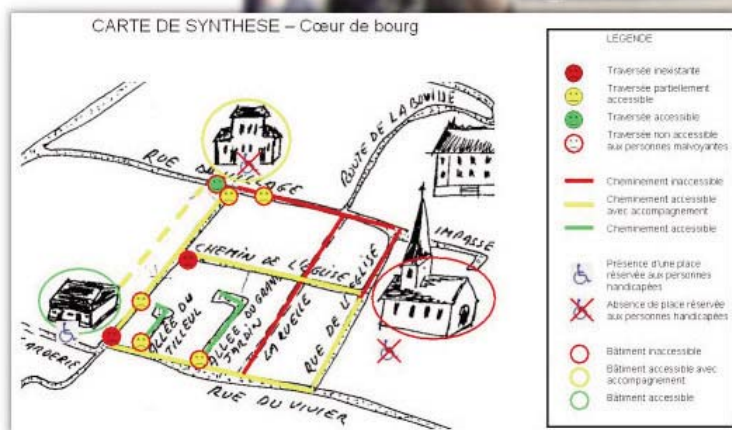 CARTE DE SYNTHESE – Cœur de bourg
RUE DU VILLAGE
ROUTE DE LA BOUVIDE
IMPASSE
CHEMIN DE L'EGLISE
RUE DE L'EGLISE
LA RUELLE
ALLÉE DU GRAND
JARDIN
ALLÉE DU
TILLEUL
RUE DU VIVIER
LEGENDE
Traversée inexistante
Traversée partiellement
accessible
Traversée accessible
Traversée non accessible
aux personnes malvoyantes
Cheminement inaccessible
Cheminement accessible
avec accompagnement
Cheminement accessible
Présence d'une place
réservée aux personnes
handicapées
Absence de place réservée
aux personnes handicapées
Bâtiment inaccessible
Bâtiment accessible avec
accompagnement
Bâtiment accessible